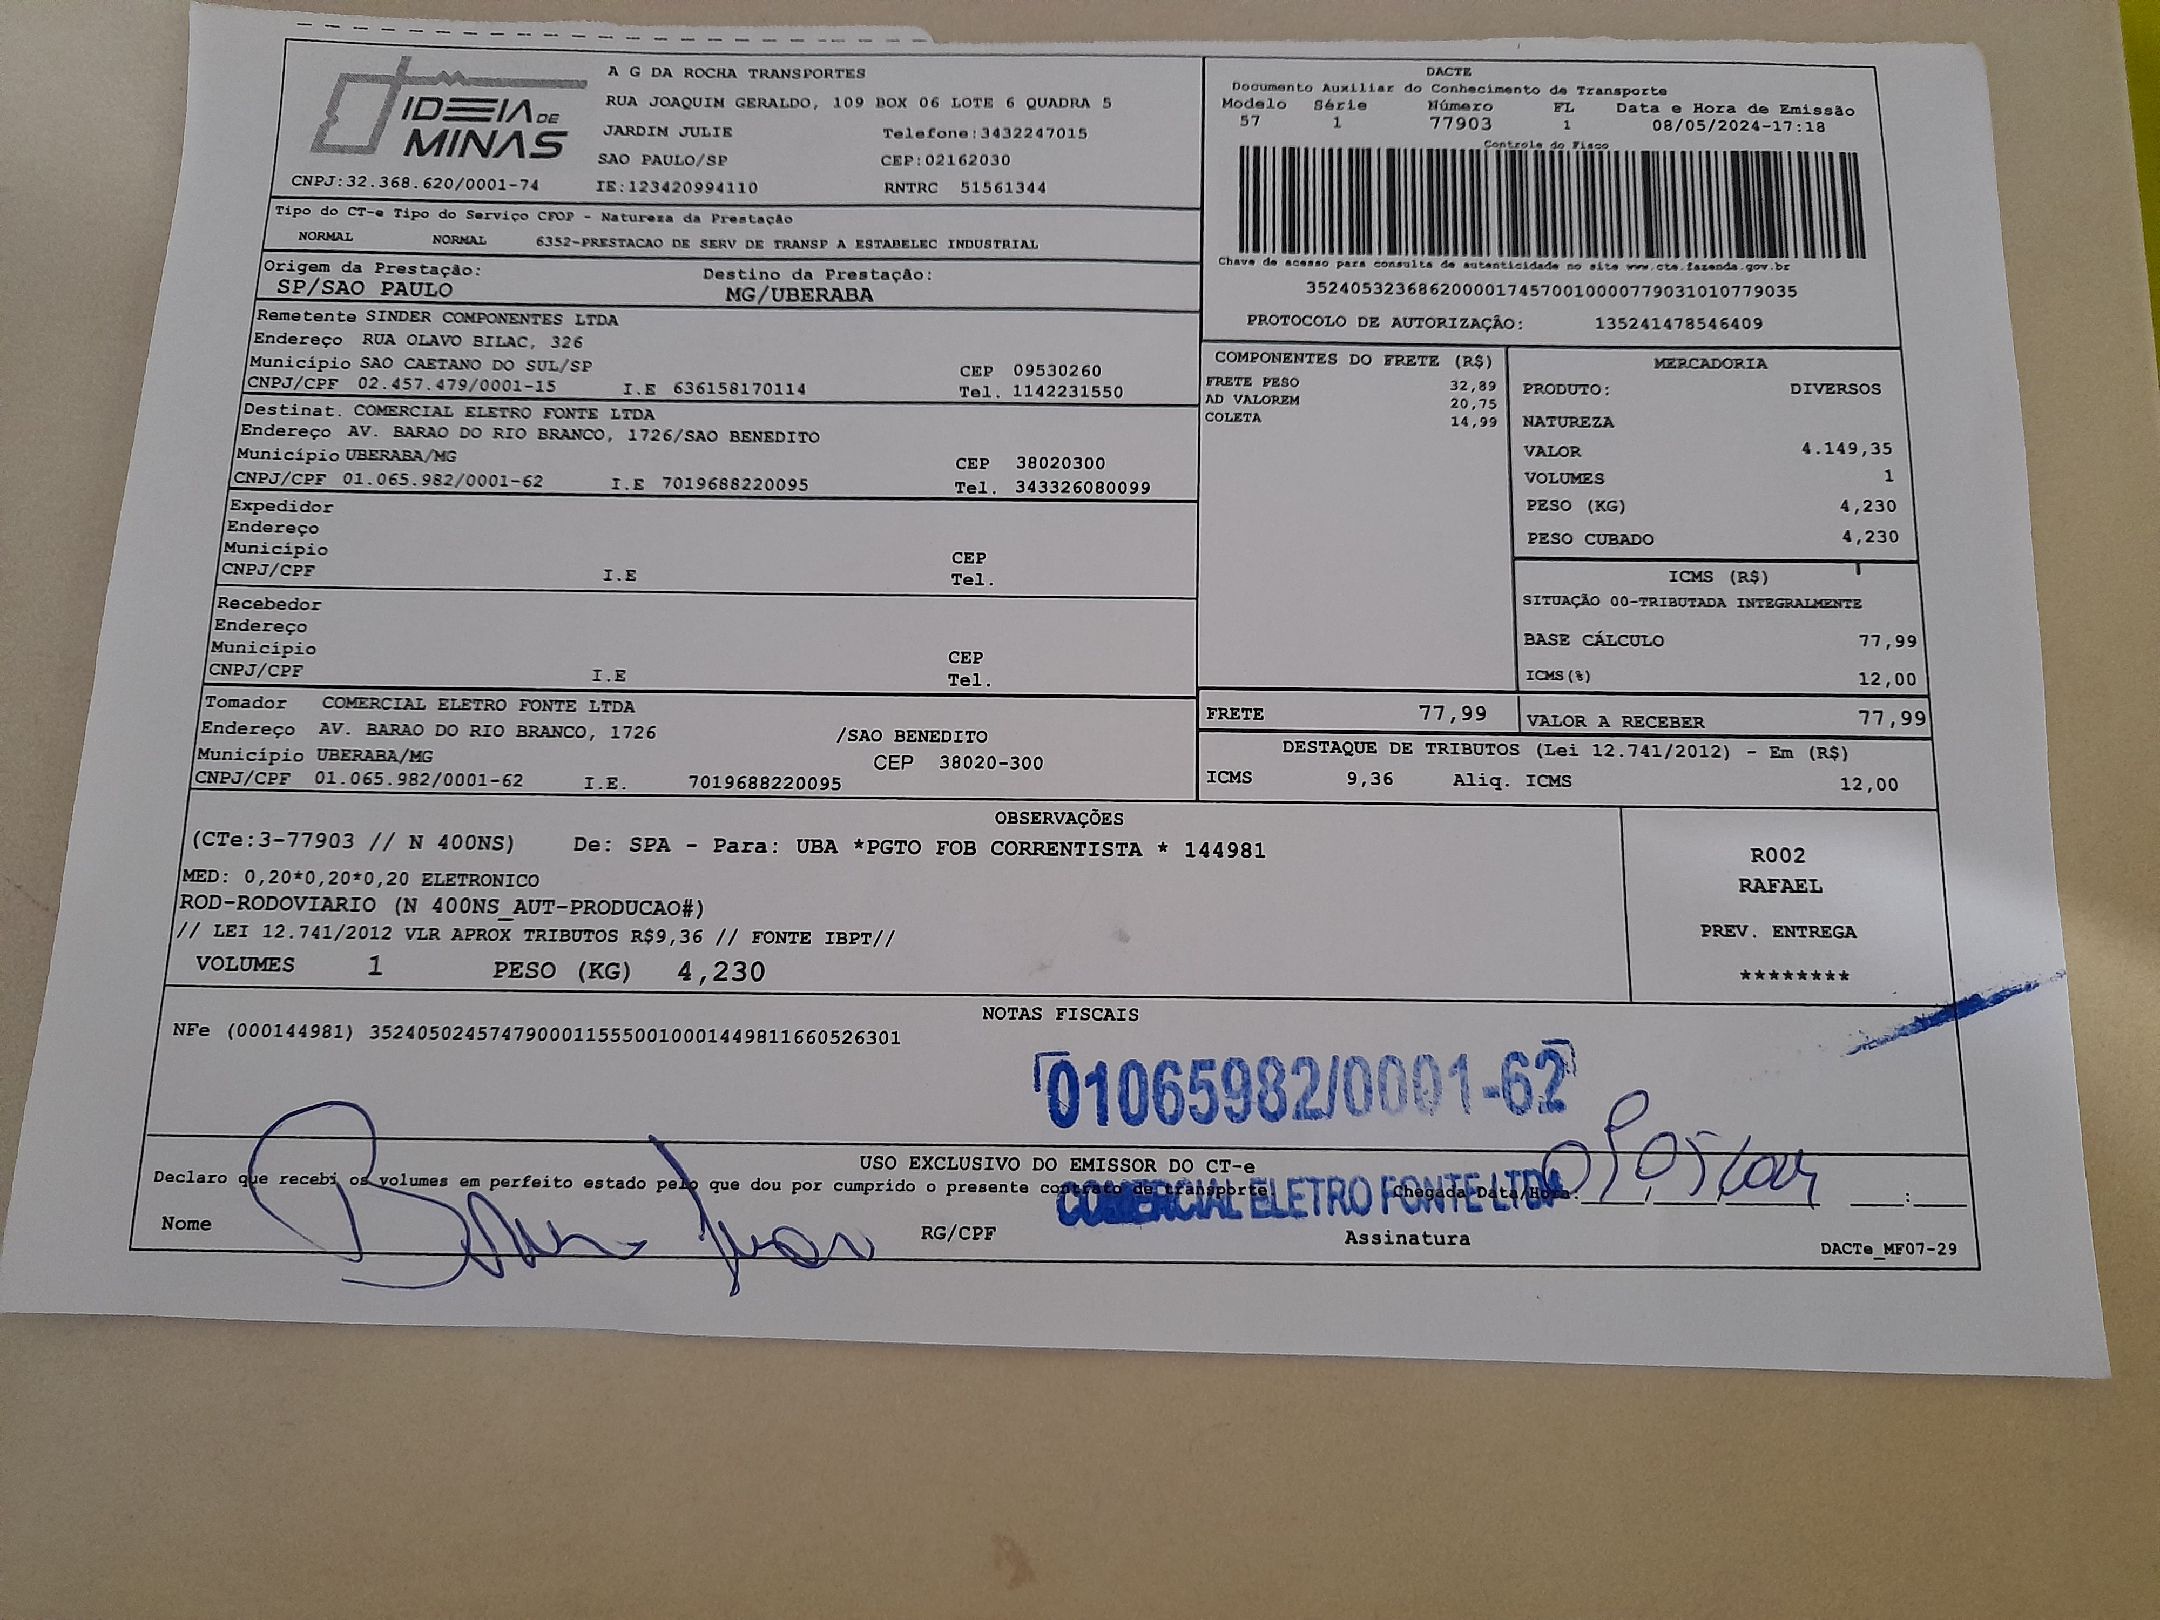 IDEIA DE MINAS
CNPJ:32.368.620/0001-74
A G DA ROCHA TRANSPORTES
RUA JOAQUIM GERALDO, 109 BOX 06 LOTE 6 QUADRA 5
JARDIN JULIE Telefone:3432247015
SAO PAULO/SP CEP:02162030
IE:123420994110 RNTRC 51561344
DACTE
Documento Auxiliar do Conhecimento de Transporte
Modelo Série Número FL Data e Hora de Emissão
57 1 77903 1 08/05/2024-17:18
Controle do Fisco
Chave de acesso para consulta de autenticidade no site www.cte.fazenda.gov.br
35240532368620000174570010000779031010779035
PROTOCOLO DE AUTORIZAÇÃO: 135241478546409
Tipo do CT-e Tipo do Serviço CFOP - Natureza da Prestação
NORMAL NORMAL 6352-PRESTACAO DE SERV DE TRANSP A ESTABELEC INDUSTRIAL
Origem da Prestação: Destino da Prestação:
SP/SAO PAULO MG/UBERABA
Remetente SINDER COMPONENTES LTDA
Endereço RUA OLAVO BILAC, 326
Município SAO CAETANO DO SUL/SP CEP 09530260
CNPJ/CPF 02.457.479/0001-15 I.E 636158170114 Tel. 1142231550
Destinat. COMERCIAL ELETRO FONTE LTDA
Endereço AV. BARAO DO RIO BRANCO, 1726/SAO BENEDITO
Município UBERABA/MG CEP 38020300
CNPJ/CPF 01.065.982/0001-62 I.E 7019688220095 Tel. 343326080099
Expedidor
Endereço
Município CEP
CNPJ/CPF I.E Tel.
Recebedor
Endereço
Município CEP
CNPJ/CPF I.E Tel.
Tomador COMERCIAL ELETRO FONTE LTDA
Endereço AV. BARAO DO RIO BRANCO, 1726 /SAO BENEDITO
Município UBERABA/MG CEP 38020-300
CNPJ/CPF 01.065.982/0001-62 I.E. 7019688220095
COMPONENTES DO FRETE (R$)
FRETE PESO 32,89
AD VALOREM 20,75
COLETA 14,99
MERCADORIA
PRODUTO: DIVERSOS
NATUREZA
VALOR 4.149,35
VOLUMES 1
PESO (KG) 4,230
PESO CUBADO 4,230
ICMS (R$)
SITUAÇÃO 00-TRIBUTADA INTEGRALMENTE
BASE CÁLCULO 77,99
ICMS(%) 12,00
FRETE 77,99 VALOR A RECEBER 77,99
DESTAQUE DE TRIBUTOS (Lei 12.741/2012) - Em (R$)
ICMS 9,36 Aliq. ICMS 12,00
OBSERVAÇÕES
(CTe:3-77903 // N 400NS) De: SPA - Para: UBA *PGTO FOB CORRENTISTA * 144981
MED: 0,20*0,20*0,20 ELETRONICO
ROD-RODOVIARIO (N 400NS_AUT-PRODUCAO#)
// LEI 12.741/2012 VLR APROX TRIBUTOS R$9,36 // FONTE IBPT//
VOLUMES 1 PESO (KG) 4,230
R002
RAFAEL
PREV. ENTREGA
********
NOTAS FISCAIS
NFe (000144981) 35240502457479000115550010001449811660526301
01065982/0001-62
USO EXCLUSIVO DO EMISSOR DO CT-e
Declaro que recebi os volumes em perfeito estado pelo que dou por cumprido o presente contrato de transporte. Chegada Data/Hora: ___ ___ ___ ___:___
COMERCIAL ELETRO FONTE LTDA
Nome RG/CPF Assinatura
DACTe_MF07-29